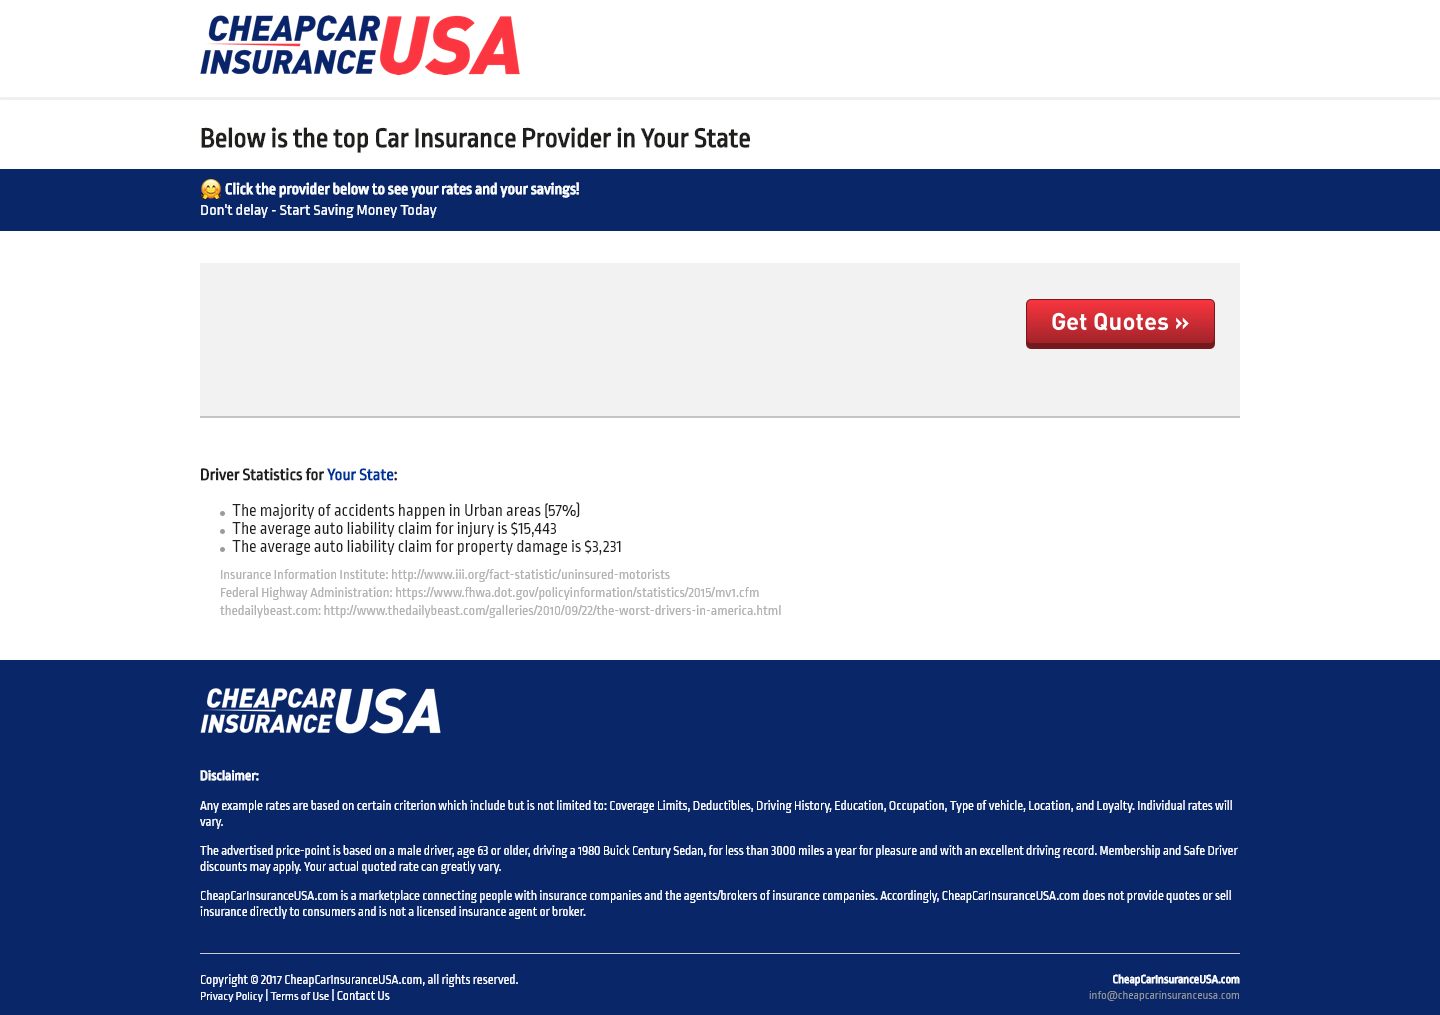 CHEAPCAR INSURANCE USA
Below is the top Car Insurance Provider in Your State
Click the provider below to see your rates and your savings!
Don't delay - Start Saving Money Today
Get Quotes »
Driver Statistics for Your State:
The majority of accidents happen in Urban areas (57%)
The average auto liability claim for injury is $15,443
The average auto liability claim for property damage is $3,231
Insurance Information Institute: http://www.iii.org/fact-statistic/uninsured-motorists
Federal Highway Administration: https://www.fhwa.dot.gov/policyinformation/statistics/2015/mv1.cfm
thedailybeast.com: http://www.thedailybeast.com/galleries/2010/09/22/the-worst-drivers-in-america.html
CHEAPCAR INSURANCE USA
Disclaimer:
Any example rates are based on certain criterion which include but is not limited to: Coverage Limits, Deductibles, Driving History, Education, Occupation, Type of vehicle, Location, and Loyalty. Individual rates will
vary.
The advertised price-point is based on a male driver, age 63 or older, driving a 1980 Buick Century Sedan, for less than 3000 miles a year for pleasure and with an excellent driving record. Membership and Safe Driver
discounts may apply. Your actual quoted rate can greatly vary.
CheapCarInsuranceUSA.com is a marketplace connecting people with insurance companies and the agents/brokers of insurance companies. Accordingly, CheapCarInsuranceUSA.com does not provide quotes or sell
insurance directly to consumers and is not a licensed insurance agent or broker.
Copyright © 2017 CheapCarInsuranceUSA.com, all rights reserved.
Privacy Policy | Terms of Use | Contact Us
CheapCarInsuranceUSA.com
info@cheapcarinsuranceusa.com